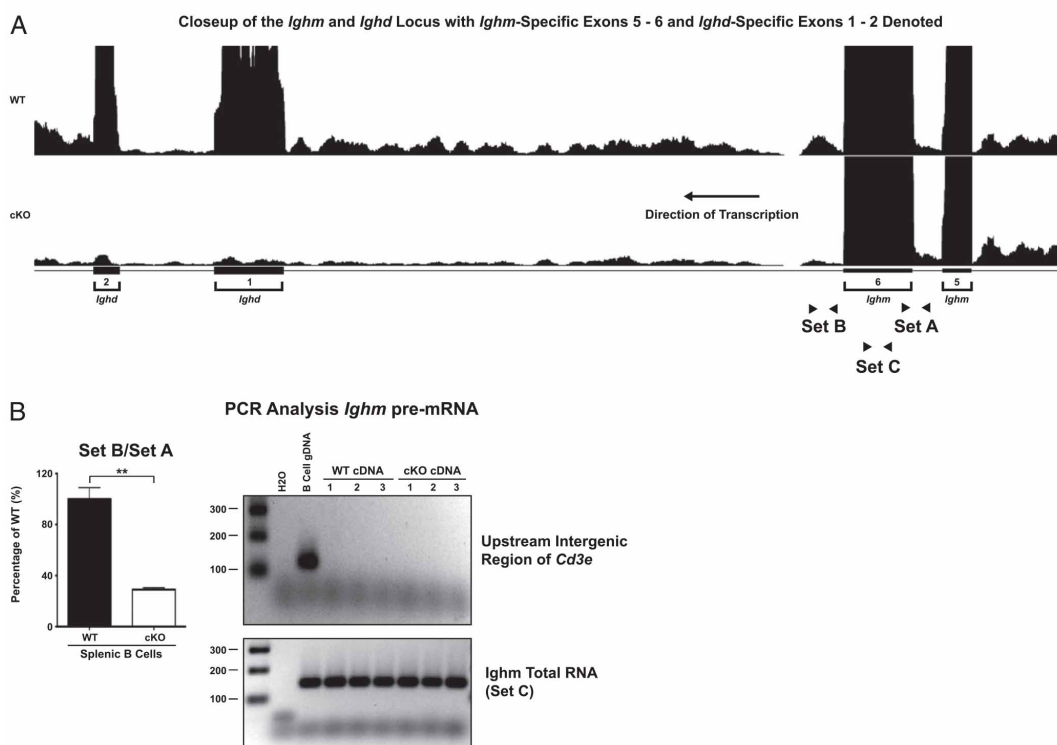 A
Closeup of the Ighm and Ighd Locus with Ighm-Specific Exons 5 - 6 and Ighd-Specific Exons 1 - 2 Denoted
WT
cKO
Direction of Transcription
2
Ighd
1
Ighd
6
Ighm
5
Ighm
Set B
Set A
Set C
B
PCR Analysis Ighm pre-mRNA
Set B/Set A
**
Percentage of WT (%)
120
80
40
0
WT
cKO
Splenic B Cells
H2O
B Cell gDNA
WT cDNA
cKO cDNA
1 2 3 1 2 3
300
200
100
Upstream Intergenic
Region of Cd3e
300
200
100
Ighm Total RNA
(Set C)